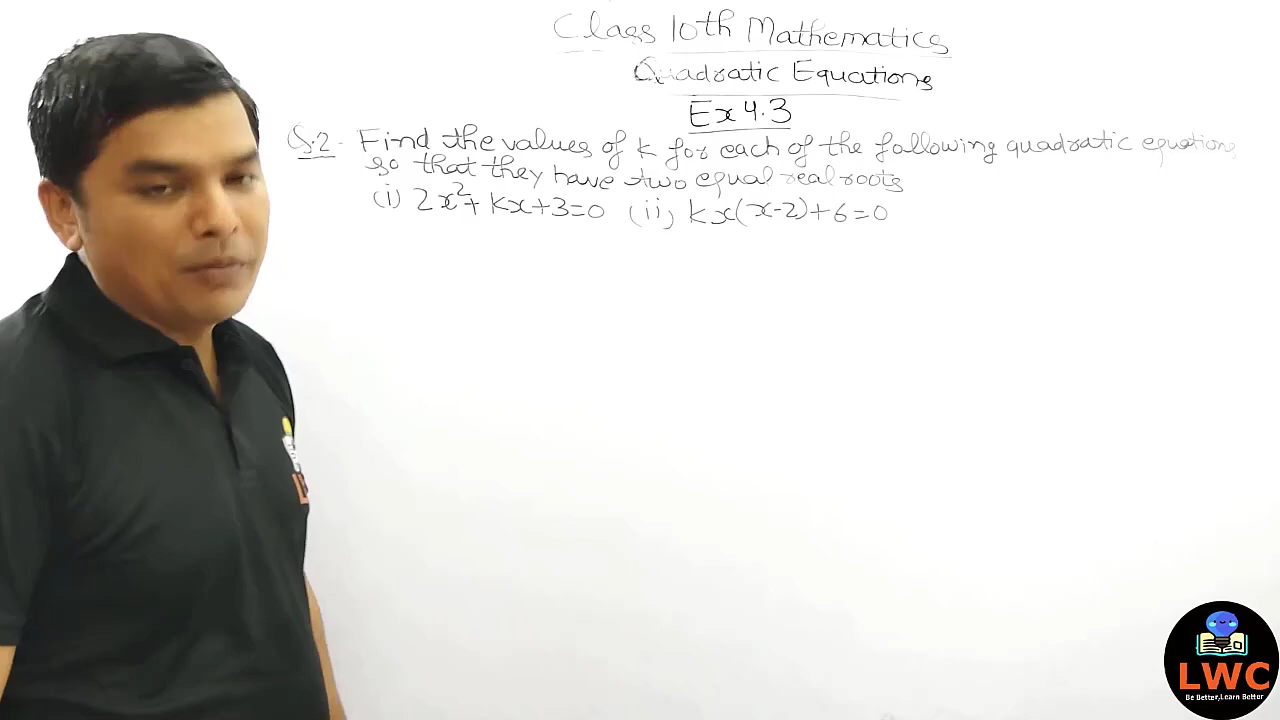 Class 10th Mathematics
Quadratic Equations
Ex 4.3
Q.2- Find the values of k for each of the following quadratic equations
so that they have two equal real roots
(i) 2x²+ kx+3=0 (ii) kx(x-2)+6=0
LWC
Be Better,Learn Better